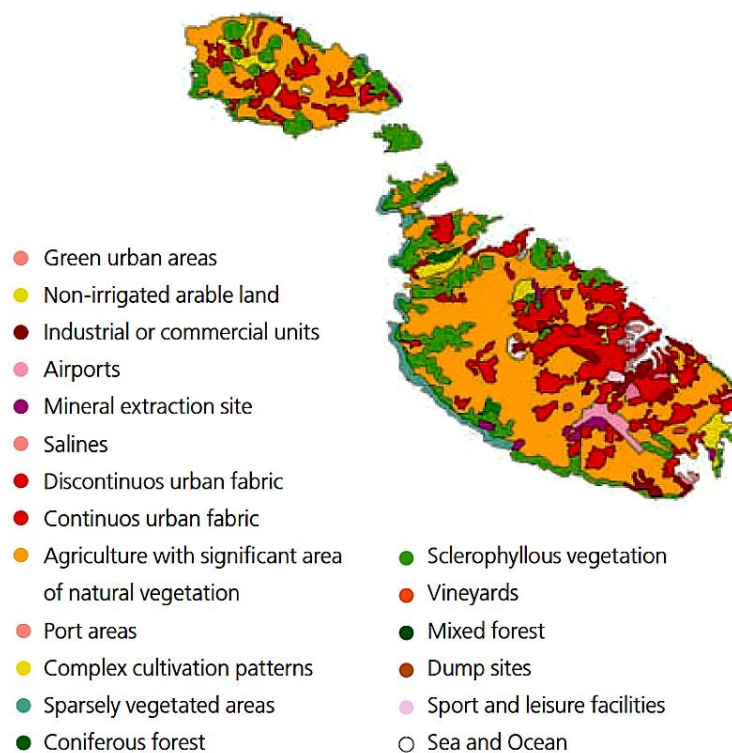 Green urban areas
Non-irrigated arable land
Industrial or commercial units
Airports
Mineral extraction site
Salines
Discontinuos urban fabric
Continuos urban fabric
Agriculture with significant area
of natural vegetation
Port areas
Complex cultivation patterns
Sparsely vegetated areas
Coniferous forest
Sclerophyllous vegetation
Vineyards
Mixed forest
Dump sites
Sport and leisure facilities
Sea and Ocean